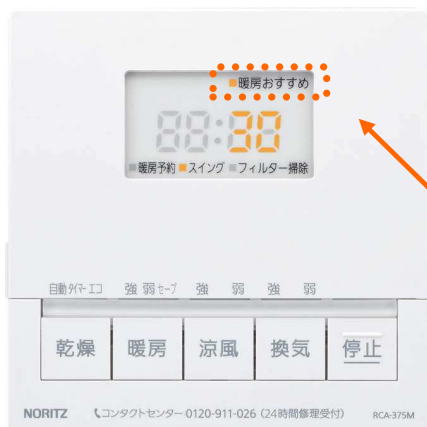 暖房おすすめ
88:30
暖房予約 スイング フィルター掃除
自動 タイマー エコ 強 弱 セーブ 強 弱 強 弱
乾燥 暖房 涼風 換気 停止
NORITZ コンタクトセンター 0120-911-026 (24時間修理受付) RCA-375M